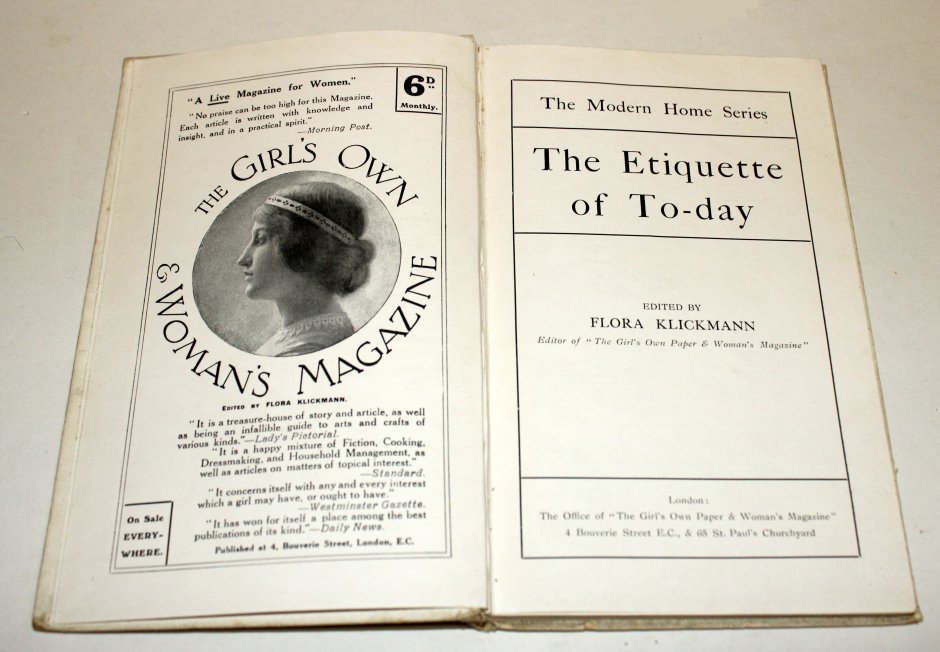 "A Live Magazine for Women."
6D.
Monthly.
"No praise can be too high for this Magazine.
Each article is written with knowledge and
insight, and in a practical spirit."
—Morning Post.
THE GIRL'S OWN
& WOMAN'S MAGAZINE
EDITED BY FLORA KLICKMANN.
"It is a treasure-house of story and article, as well
as being an infallible guide to arts and crafts of
various kinds."—Lady's Pictorial.
"It is a happy mixture of Fiction, Cooking,
Dressmaking, and Household Management, as
well as articles on matters of topical interest."
—Standard.
"It concerns itself with any and every interest
which a girl may have, or ought to have."
—Westminster Gazette.
"It has won for itself a place among the best
publications of its kind."—Daily News.
On Sale
EVERY-
WHERE.
Published at 4, Bouverie Street, London, E.C.
The Modern Home Series
The Etiquette
of To-day
EDITED BY
FLORA KLICKMANN
Editor of "The Girl's Own Paper & Woman's Magazine"
London:
The Office of "The Girl's Own Paper & Woman's Magazine"
4 Bouverie Street E.C., & 65 St. Paul's Churchyard